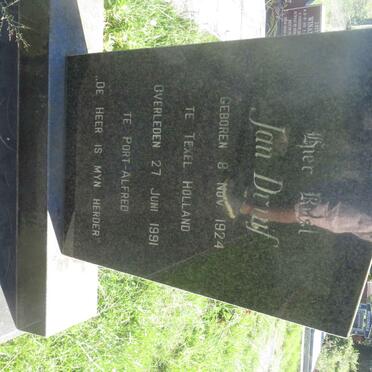 Hier Rust
Jan Druif
GEBOREN 8 NOV 1924
TE TEXEL HOLLAND
OVERLEDEN 27 JUNI 1991
TE PORT-ALFRED
„DE HEER IS MYN HERDER